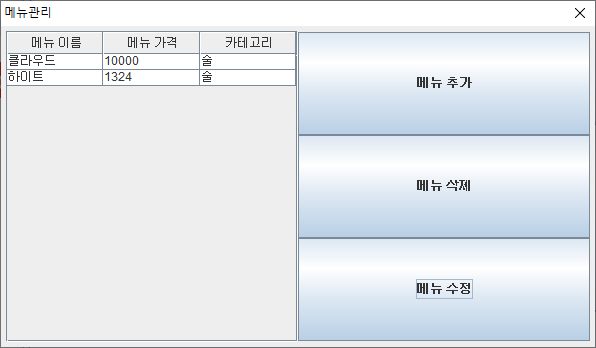 메뉴관리
메뉴 이름 메뉴 가격 카테고리
클라우드 10000 술
하이트 1324 술
메뉴 추가
메뉴 삭제
메뉴 수정